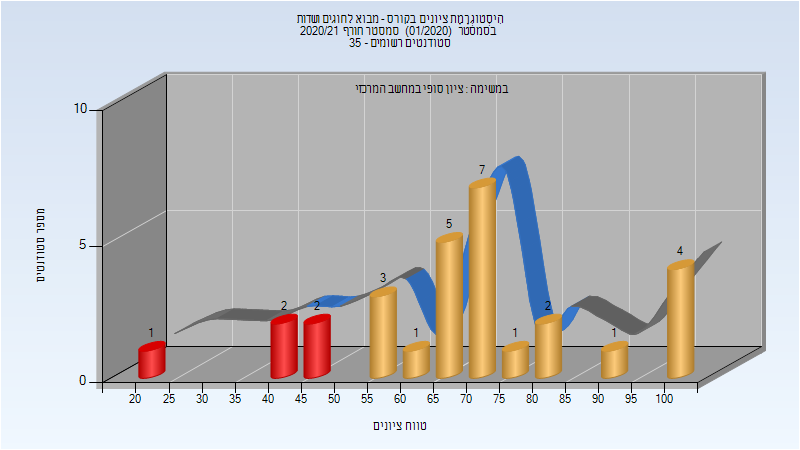 היסטוגרמת ציונים בקורס - מבוא לחוגים ושדות
בסמסטר (01/2020) סמסטר חורף 2020/21
סטודנטים רשומים - 35
במשימה : ציון סופי במחשב המרכזי
10
5
0
מספר סטודנטים
1
2
2
3
1
5
7
1
2
1
4
20 25 30 35 40 45 50 55 60 65 70 75 80 85 90 95 100
טווח ציונים